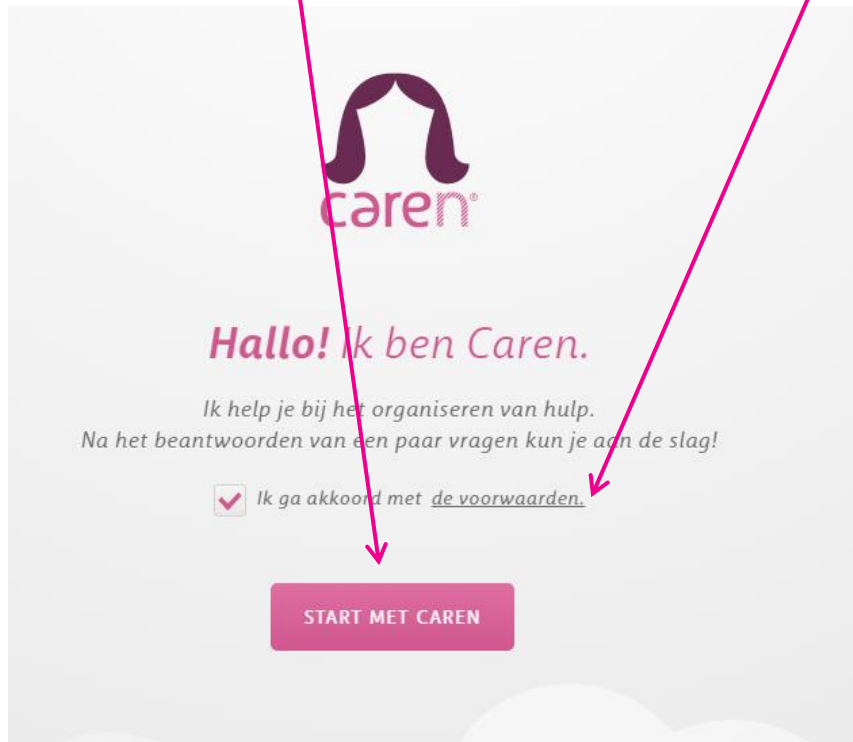 caren®
Hallo! Ik ben Caren.
Ik help je bij het organiseren van hulp.
Na het beantwoorden van een paar vragen kun je aan de slag!
Ik ga akkoord met de voorwaarden.
START MET CAREN